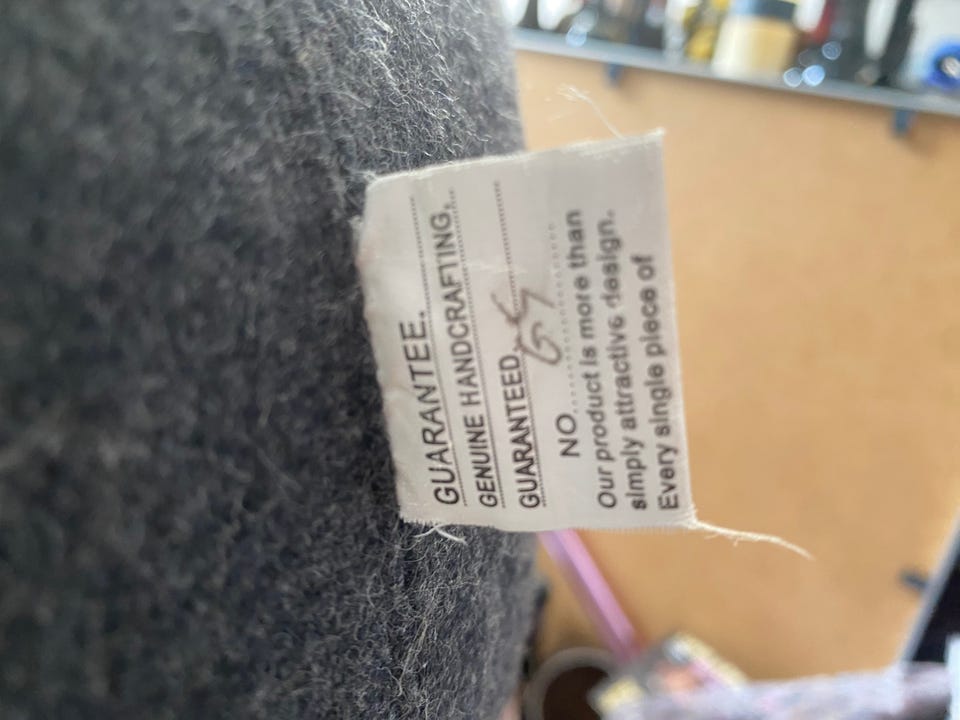 GUARANTEE.
GENUINE HANDCRAFTING,
GUARANTEED
NO.
Our product is more than
simply attractive design.
Every single piece of